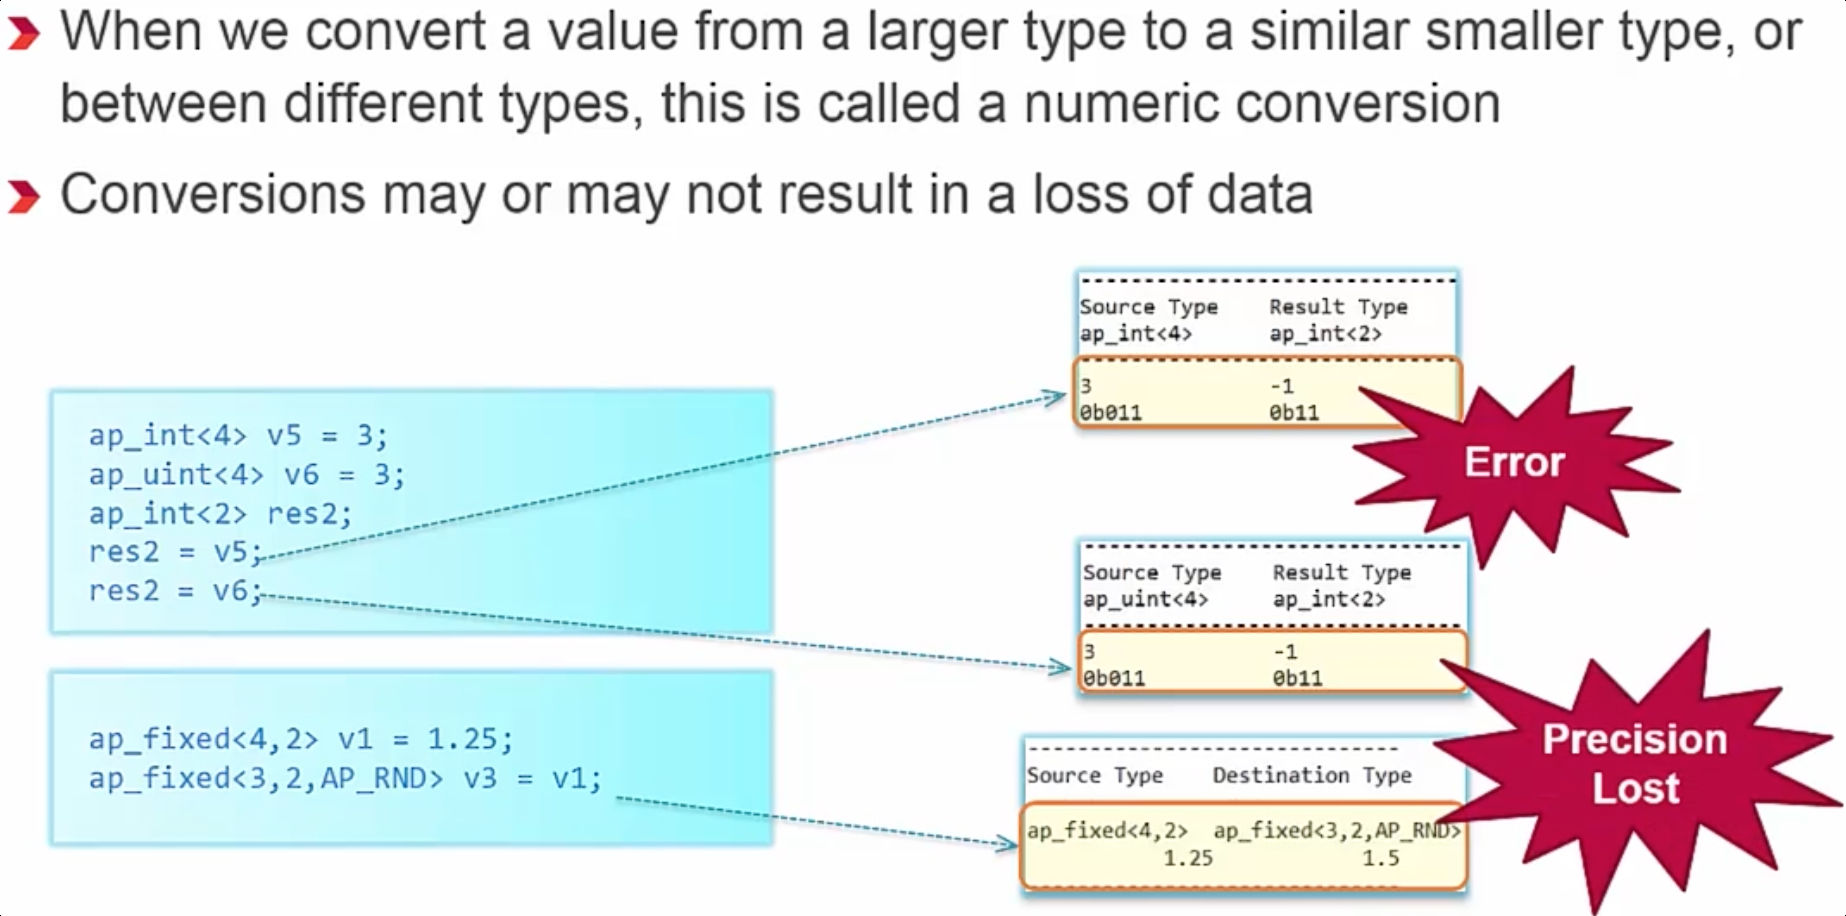 When we convert a value from a larger type to a similar smaller type, or
between different types, this is called a numeric conversion
Conversions may or may not result in a loss of data
ap_int<4> v5 = 3;
ap_uint<4> v6 = 3;
ap_int<2> res2;
res2 = v5;
res2 = v6;
ap_fixed<4,2> v1 = 1.25;
ap_fixed<3,2,AP_RND> v3 = v1;
Source Type Result Type
ap_int<4> ap_int<2>
3 -1
0b011 0b11
Error
Source Type Result Type
ap_uint<4> ap_int<2>
3 -1
0b011 0b11
Source Type Destination Type
ap_fixed<4,2> ap_fixed<3,2,AP_RND>
1.25 1.5
Precision
Lost